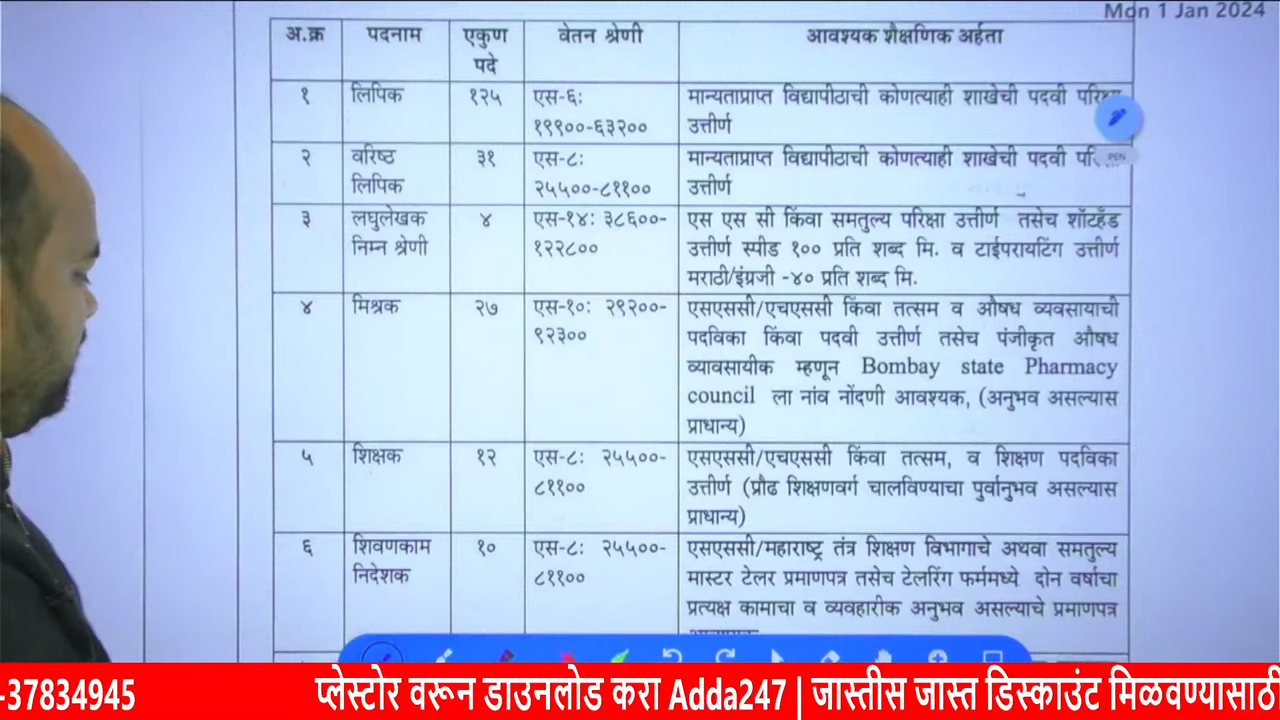 Mon 1 Jan 2024
अ.क्र पदनाम एकुण पदे वेतन श्रेणी आवश्यक शैक्षणिक अर्हता
१ लिपिक १२५ एस-६: १९९००-६३२०० मान्यताप्राप्त विद्यापीठाची कोणत्याही शाखेची पदवी परिक्षा
उत्तीर्ण
२ वरिष्ठ लिपिक ३१ एस-८: २५५००-८११०० मान्यताप्राप्त विद्यापीठाची कोणत्याही शाखेची पदवी
उत्तीर्ण
PEN
३ लघुलेखक निम्न श्रेणी ४ एस-१४: ३८६००-१२२८०० एस एस सी किंवा समतुल्य परिक्षा उत्तीर्ण तसेच शॉटहँड
उत्तीर्ण स्पीड १०० प्रति शब्द मि. व टाईपरायटिंग उत्तीर्ण
मराठी/इंग्रजी -४० प्रति शब्द मि.
४ मिश्रक २७ एस-१०: २९२००-९२३०० एसएससी/एचएससी किंवा तत्सम व औषध व्यवसायाची
पदविका किंवा पदवी उत्तीर्ण तसेच पंजीकृत औषध
व्यावसायीक म्हणून Bombay state Pharmacy
council ला नांव नोंदणी आवश्यक, (अनुभव असल्यास
प्राधान्य)
५ शिक्षक १२ एस-८: २५५००-८११०० एसएससी/एचएससी किंवा तत्सम, व शिक्षण पदविका
उत्तीर्ण (प्रौढ शिक्षणवर्ग चालविण्याचा पुर्वानुभव असल्यास
प्राधान्य)
६ शिवणकाम निदेशक १० एस-८: २५५००-८११०० एसएससी/महाराष्ट्र तंत्र शिक्षण विभागाचे अथवा समतुल्य
मास्टर टेलर प्रमाणपत्र तसेच टेलरिंग फर्ममध्ये दोन वर्षाचा
प्रत्यक्ष कामाचा व व्यवहारीक अनुभव असल्याचे प्रमाणपत्र
-37834945 प्लेस्टोर वरून डाउनलोड करा Adda247 | जास्तीस जास्त डिस्काउंट मिळवण्यासाठी